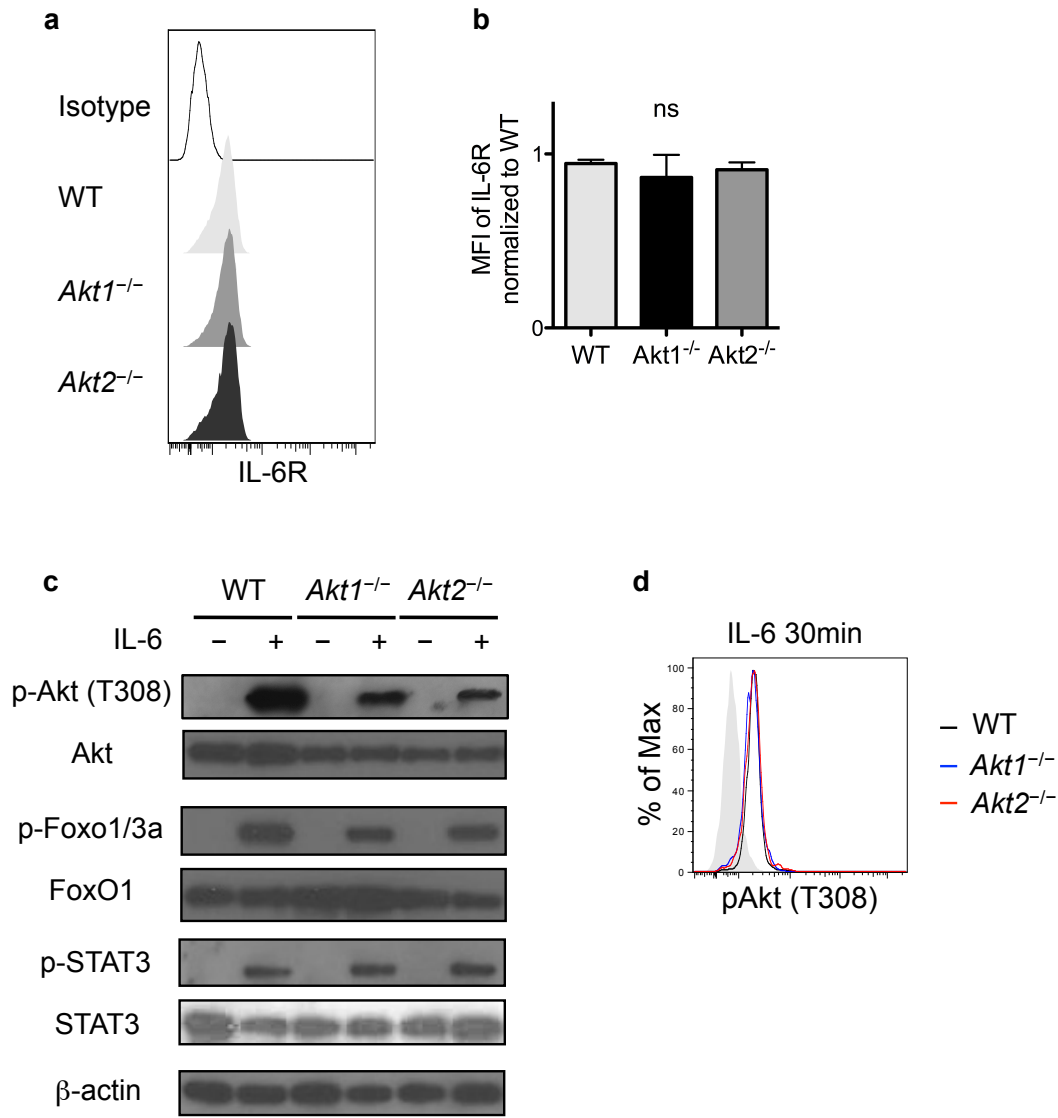 a
Isotype
WT
Akt1⁻/⁻
Akt2⁻/⁻
IL-6R
b
MFI of IL-6R
normalized to WT
ns
1
0
WT Akt1⁻/⁻ Akt2⁻/⁻
c
WT Akt1⁻/⁻ Akt2⁻/⁻
IL-6 − + − + − +
p-Akt (T308)
Akt
p-Foxo1/3a
FoxO1
p-STAT3
STAT3
β-actin
d
IL-6 30min
% of Max
100
80
60
40
20
0
pAkt (T308)
WT
Akt1⁻/⁻
Akt2⁻/⁻